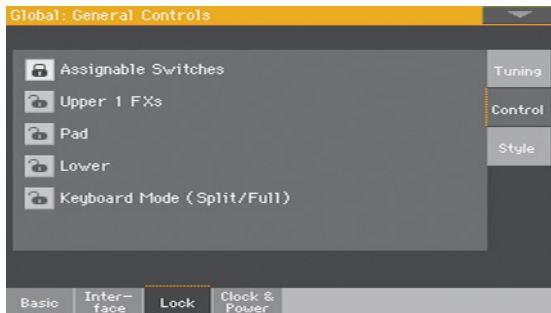 Global: General Controls
Assignable Switches
Upper 1 FXs
Pad
Lower
Keyboard Mode (Split/Full)
Tuning
Control
Style
Basic
Inter-
face
Lock
Clock &
Power